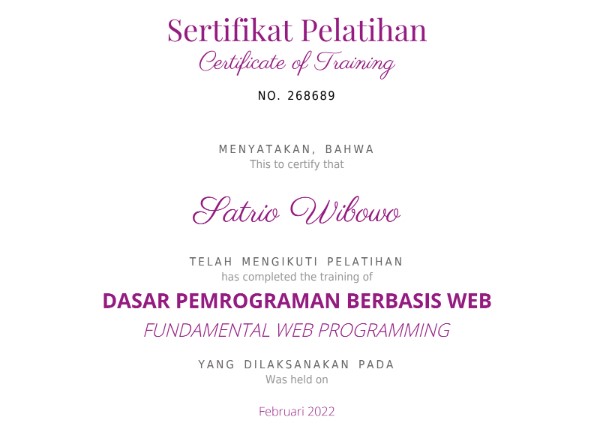 Sertifikat Pelatihan
Certificate of Training
NO. 268689
MENYATAKAN, BAHWA
This to certify that
Satrio Wibowo
TELAH MENGIKUTI PELATIHAN
has completed the training of
DASAR PEMROGRAMAN BERBASIS WEB
FUNDAMENTAL WEB PROGRAMMING
YANG DILAKSANAKAN PADA
Was held on
Februari 2022